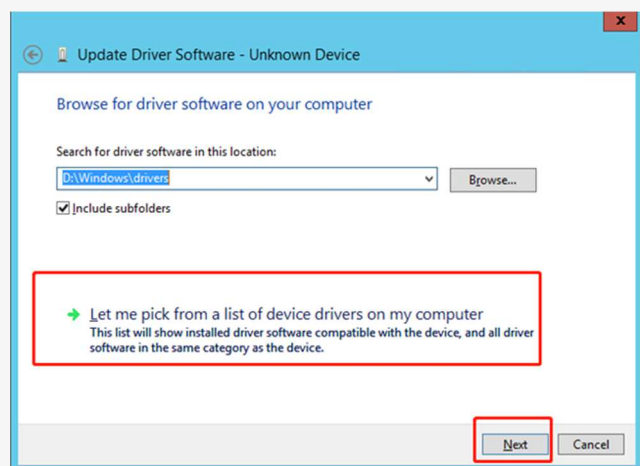 x
Update Driver Software - Unknown Device
Browse for driver software on your computer
Search for driver software in this location:
D:\Windows\drivers
Browse...
Include subfolders
Let me pick from a list of device drivers on my computer
This list will show installed driver software compatible with the device, and all driver
software in the same category as the device.
Next
Cancel